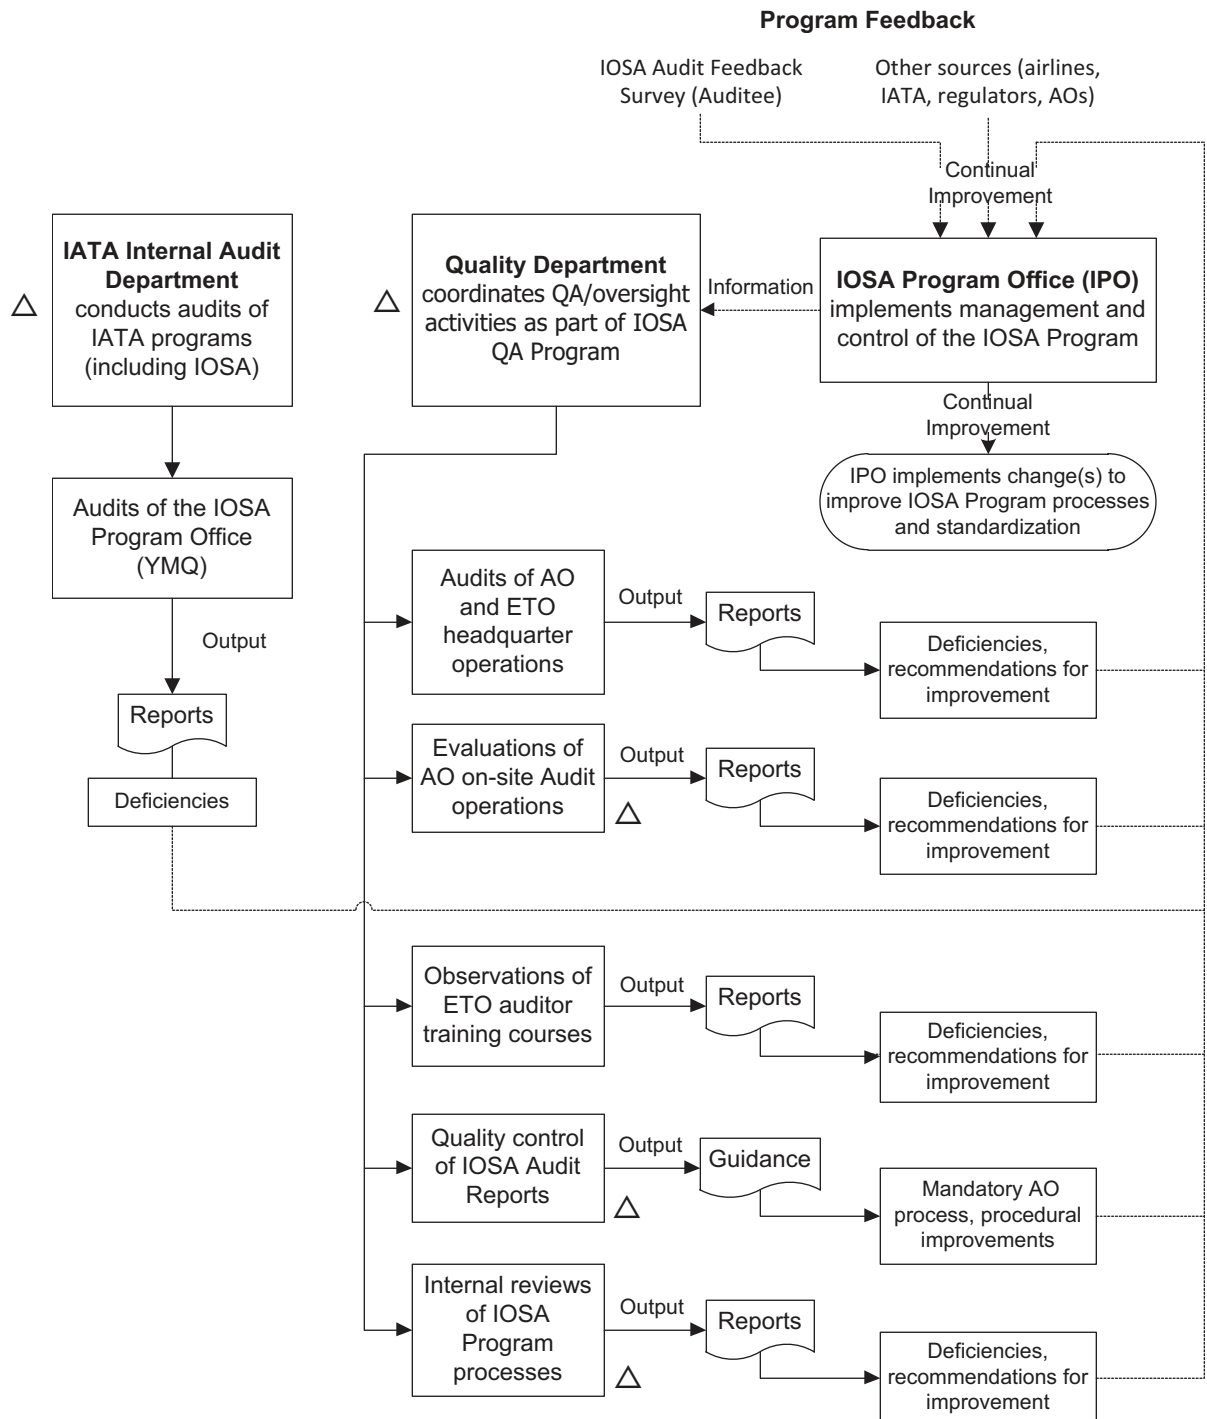 Program Feedback
IOSA Audit Feedback
Survey (Auditee)
Other sources (airlines,
IATA, regulators, AOs)
Continual
Improvement
IATA Internal Audit
Department
conducts audits of
IATA programs
(including IOSA)
Quality Department
coordinates QA/oversight
activities as part of IOSA
QA Program
Information
IOSA Program Office (IPO)
implements management and
control of the IOSA Program
Continual
Improvement
IPO implements change(s) to
improve IOSA Program processes
and standardization
Audits of the IOSA
Program Office
(YMQ)
Output
Reports
Deficiencies
Audits of AO
and ETO
headquarter
operations
Output
Reports
Deficiencies,
recommendations for
improvement
Evaluations of
AO on-site Audit
operations
Output
Reports
Deficiencies,
recommendations for
improvement
Observations of
ETO auditor
training courses
Output
Reports
Deficiencies,
recommendations for
improvement
Quality control
of IOSA Audit
Reports
Output
Guidance
Mandatory AO
process, procedural
improvements
Internal reviews
of IOSA
Program
processes
Output
Reports
Deficiencies,
recommendations for
improvement